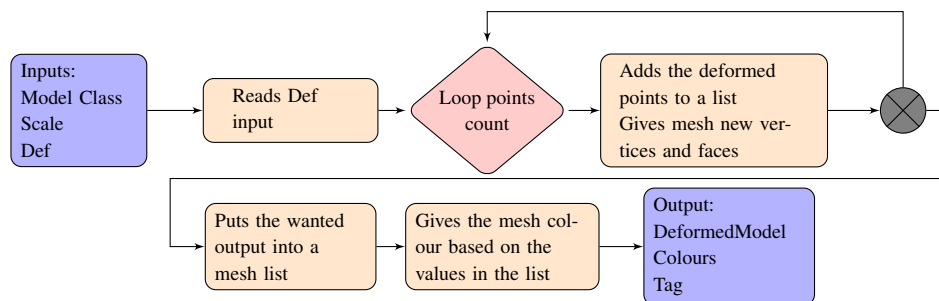 Inputs:
Model Class
Scale
Def
Reads Def
input
Loop points
count
Adds the deformed
points to a list
Gives mesh new ver-
tices and faces
Puts the wanted
output into a
mesh list
Gives the mesh col-
our based on the
values in the list
Output:
DeformedModel
Colours
Tag